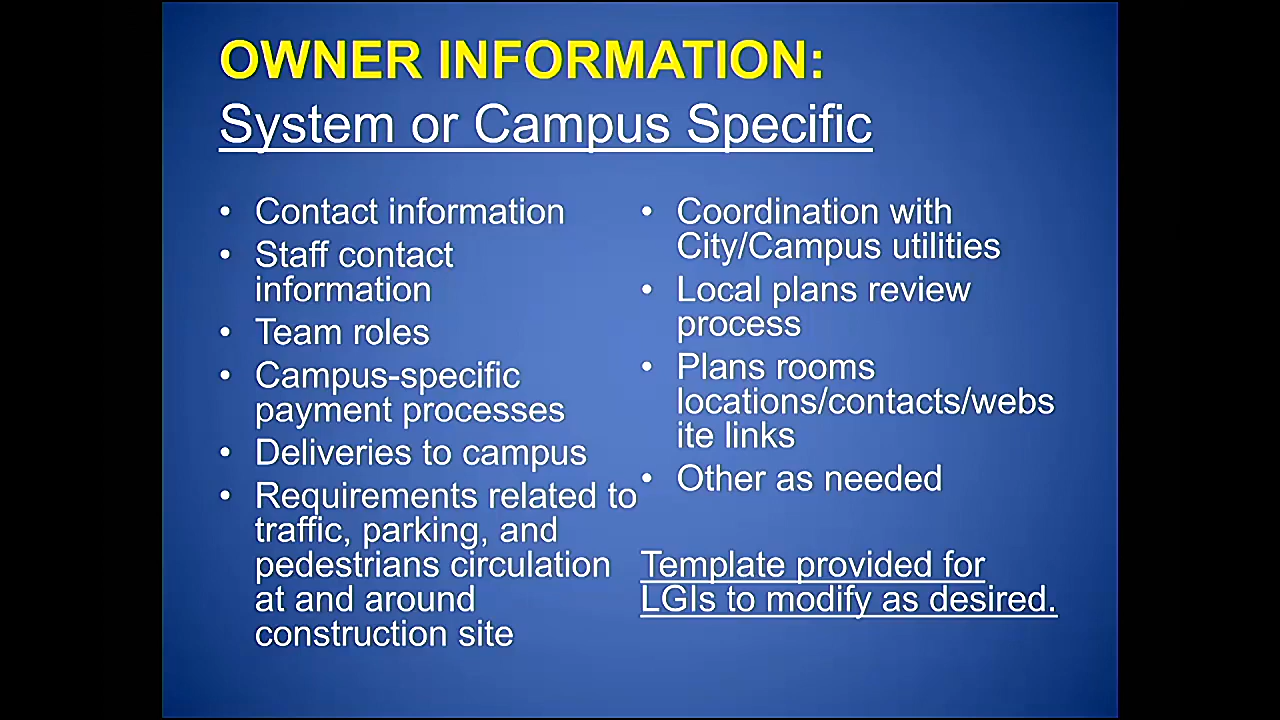 OWNER INFORMATION:
System or Campus Specific
• Contact information
• Staff contact
information
• Team roles
• Campus-specific
payment processes
• Deliveries to campus
• Requirements related to
traffic, parking, and
pedestrians circulation
at and around
construction site
• Coordination with
City/Campus utilities
• Local plans review
process
• Plans rooms
locations/contacts/webs
ite links
• Other as needed
Template provided for
LGIs to modify as desired.